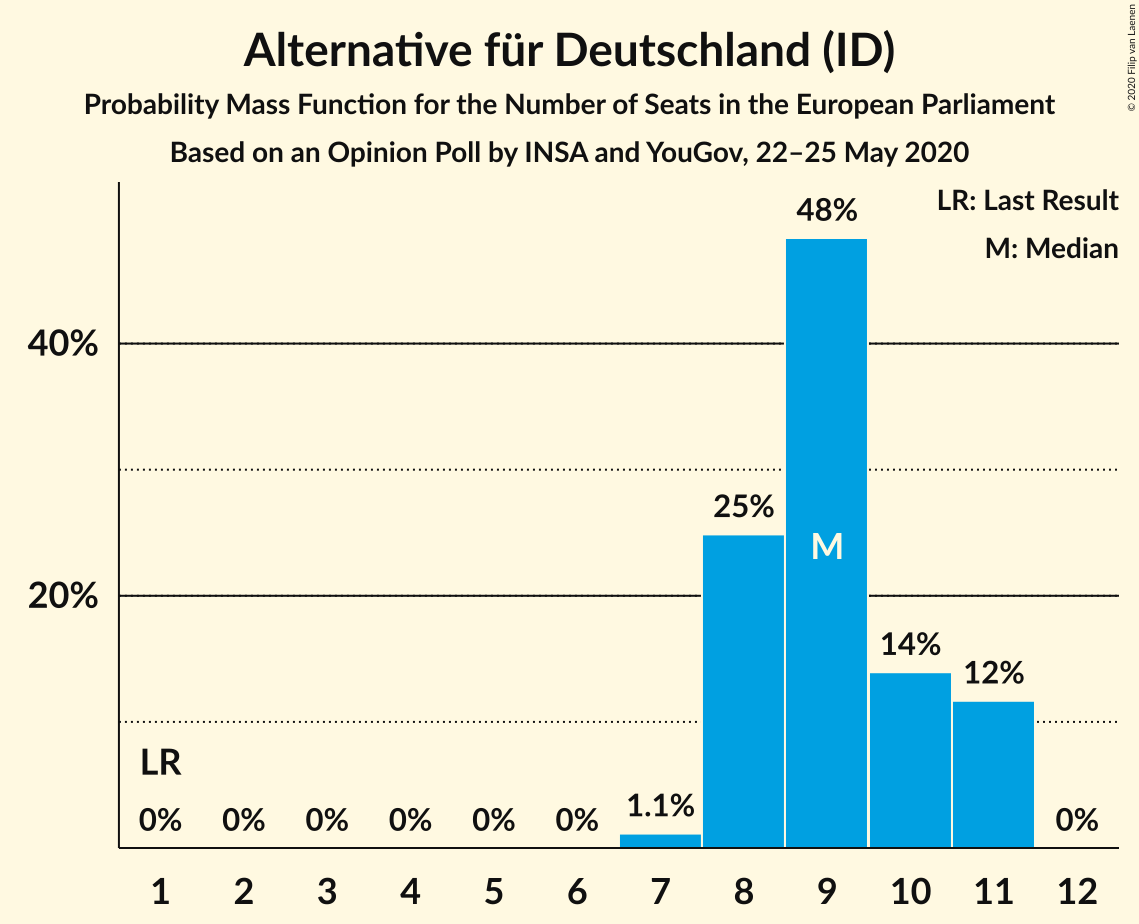 Alternative für Deutschland (ID)
Probability Mass Function for the Number of Seats in the European Parliament
Based on an Opinion Poll by INSA and YouGov, 22–25 May 2020
© 2020 Filip van Laenen
LR: Last Result
M: Median
40%
20%
48%
25%
M
14%
12%
LR
0% 0% 0% 0% 0% 0% 1.1% 0%
1 2 3 4 5 6 7 8 9 10 11 12